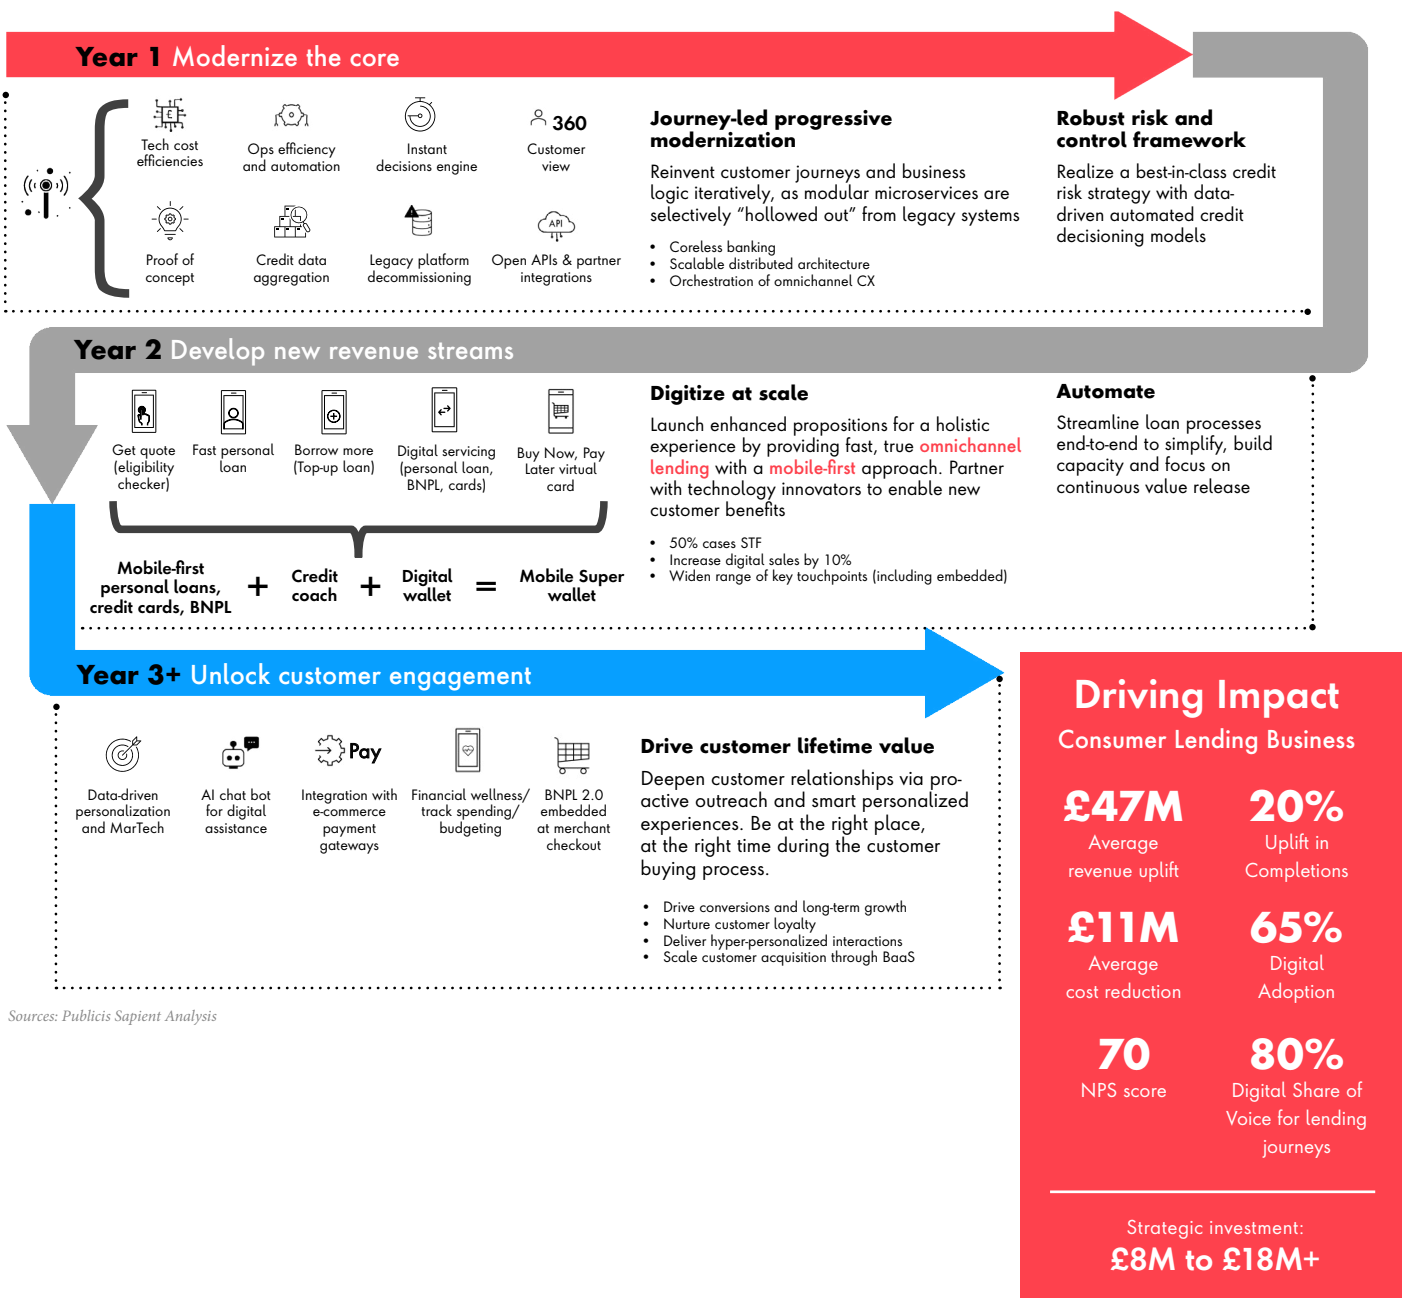 Year 1 Modernize the core
Tech cost
efficiencies
Ops efficiency
and automation
Instant
decisions engine
360
Customer
view
Proof of
concept
Credit data
aggregation
Legacy platform
decommissioning
API
Open APIs & partner
integrations
Journey-led progressive
modernization
Reinvent customer journeys and business
logic iteratively, as modular microservices are
selectively “hollowed out” from legacy systems
• Coreless banking
• Scalable distributed architecture
• Orchestration of omnichannel CX
Robust risk and
control framework
Realize a best-in-class credit
risk strategy with data-
driven automated credit
decisioning models
Year 2 Develop new revenue streams
Get quote
(eligibility
checker)
Fast personal
loan
Borrow more
(Top-up loan)
Digital servicing
(personal loan,
BNPL, cards)
Buy Now, Pay
Later virtual
card
Mobile-first
personal loans,
credit cards, BNPL
+
Credit
coach
+
Digital
wallet
=
Mobile Super
wallet
Digitize at scale
Launch enhanced propositions for a holistic
experience by providing fast, true omnichannel
lending with a mobile-first approach. Partner
with technology innovators to enable new
customer benefits
• 50% cases STF
• Increase digital sales by 10%
• Widen range of key touchpoints (including embedded)
Automate
Streamline loan processes
end-to-end to simplify, build
capacity and focus on
continuous value release
Year 3+ Unlock customer engagement
Data-driven
personalization
and MarTech
AI chat bot
for digital
assistance
Pay
Integration with
e-commerce
payment
gateways
Financial wellness/
track spending/
budgeting
BNPL 2.0
embedded
at merchant
checkout
Drive customer lifetime value
Deepen customer relationships via pro-
active outreach and smart personalized
experiences. Be at the right place,
at the right time during the customer
buying process.
• Drive conversions and long-term growth
• Nurture customer loyalty
• Deliver hyper-personalized interactions
• Scale customer acquisition through BaaS
Driving Impact
Consumer Lending Business
£47M
Average
revenue uplift
20%
Uplift in
Completions
£11M
Average
cost reduction
65%
Digital
Adoption
70
NPS score
80%
Digital Share of
Voice for lending
journeys
Strategic investment:
£8M to £18M+
Sources: Publicis Sapient Analysis